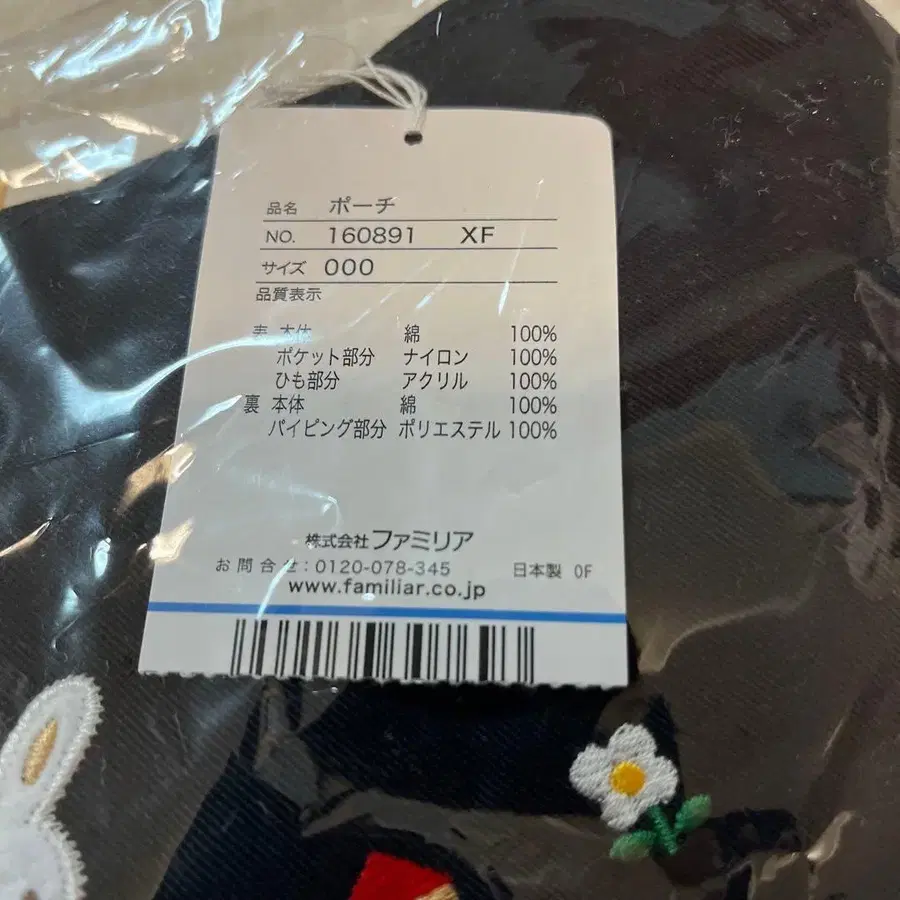 品名 ポーチ
NO. 160891 XF
サイズ 000
品質表示
表 本体 綿 100%
ポケット部分 ナイロン 100%
ひも部分 アクリル 100%
裏 本体 綿 100%
パイピング部分 ポリエステル 100%
株式会社ファミリア
お問合せ:0120-078-345 日本製 0F
www.familiar.co.jp